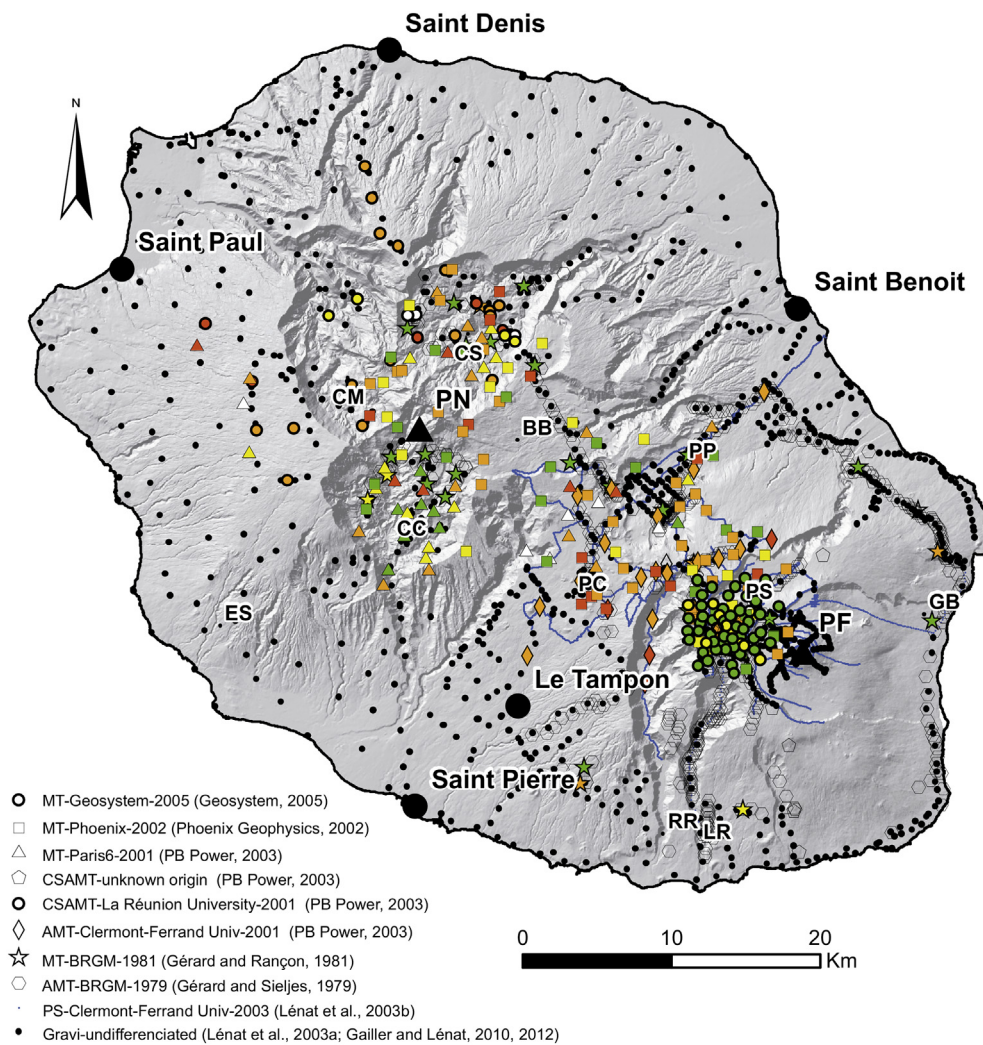 Saint Denis
N
Saint Paul
Saint Benoit
CS
CM
PN
BB
PP
CC
PC
PS
PF
GB
ES
Le Tampon
Saint Pierre
RR
LR
MT-Geosystem-2005 (Geosystem, 2005)
MT-Phoenix-2002 (Phoenix Geophysics, 2002)
MT-Paris6-2001 (PB Power, 2003)
CSAMT-unknown origin (PB Power, 2003)
CSAMT-La Réunion University-2001 (PB Power, 2003)
AMT-Clermont-Ferrand Univ-2001 (PB Power, 2003)
MT-BRGM-1981 (Gérard and Rançon, 1981)
AMT-BRGM-1979 (Gérard and Sieljes, 1979)
PS-Clermont-Ferrand Univ-2003 (Lénat et al., 2003b)
Gravi-undifferenciated (Lénat et al., 2003a; Gailler and Lénat, 2010, 2012)
0 10 20
Km